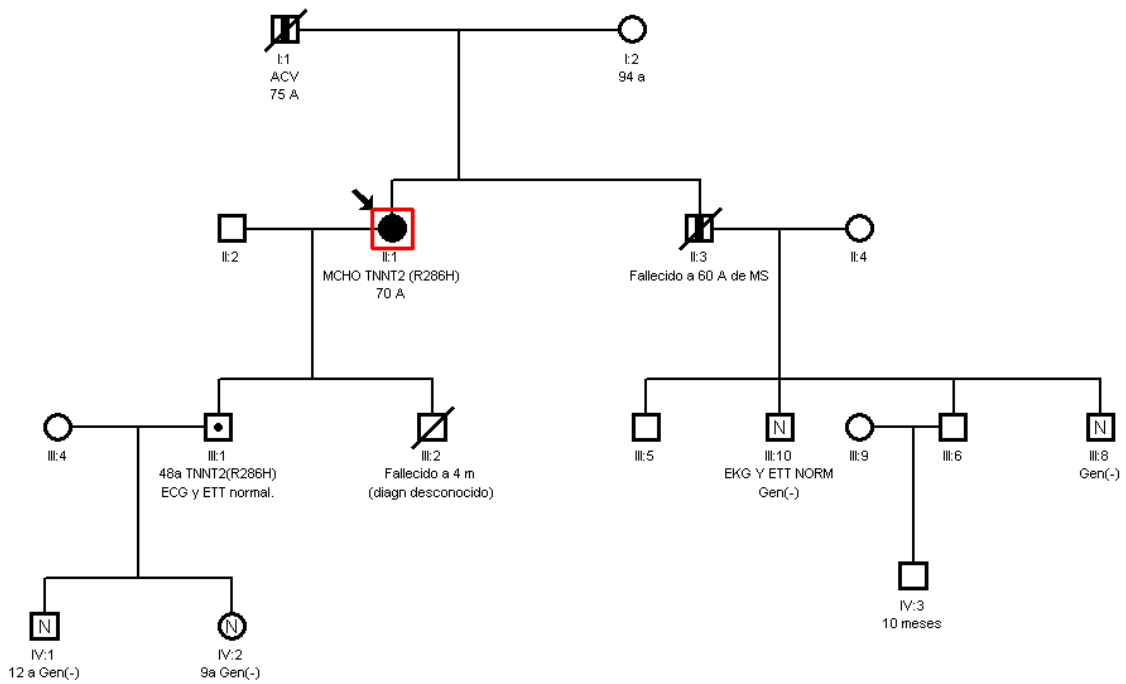 I:1
ACV
75 A
I:2
94 a
II:2
II:1
MCHO TNNT2 (R286H)
70 A
II:3
Fallecido a 60 A de MS
II:4
III:4
III:1
48a TNNT2(R286H)
ECG y ETT normal.
III:2
Fallecido a 4 m
(diagn desconocido)
III:5
N
III:10
EKG Y ETT NORM
Gen(-)
III:9
III:6
N
III:8
Gen(-)
N
IV:1
12 a Gen(-)
N
IV:2
9a Gen(-)
IV:3
10 meses